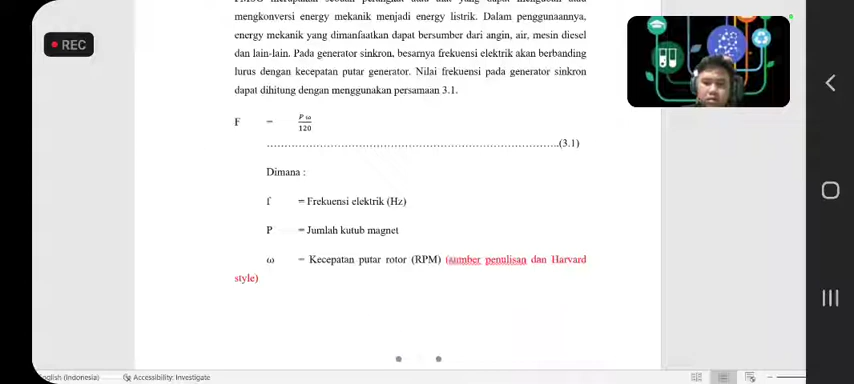 REC
mengkonversi energy mekanik menjadi energy listrik. Dalam penggunaannya,
energy mekanik yang dimanfaatkan dapat bersumber dari angin, air, mesin diesel
dan lain-lain. Pada generator sinkron, besarnya frekuensi elektrik akan berbanding
lurus dengan kecepatan putar generator. Nilai frekuensi pada generator sinkron
dapat dihitung dengan menggunakan persamaan 3.1.
F = P ω
120
……………………………………………………………………..(3.1)
Dimana :
f = Frekuensi elektrik (Hz)
P = Jumlah kutub magnet
ω = Kecepatan putar rotor (RPM) (sumber penulisan dan Harvard
style)
English (Indonesia) Accessibility: Investigate